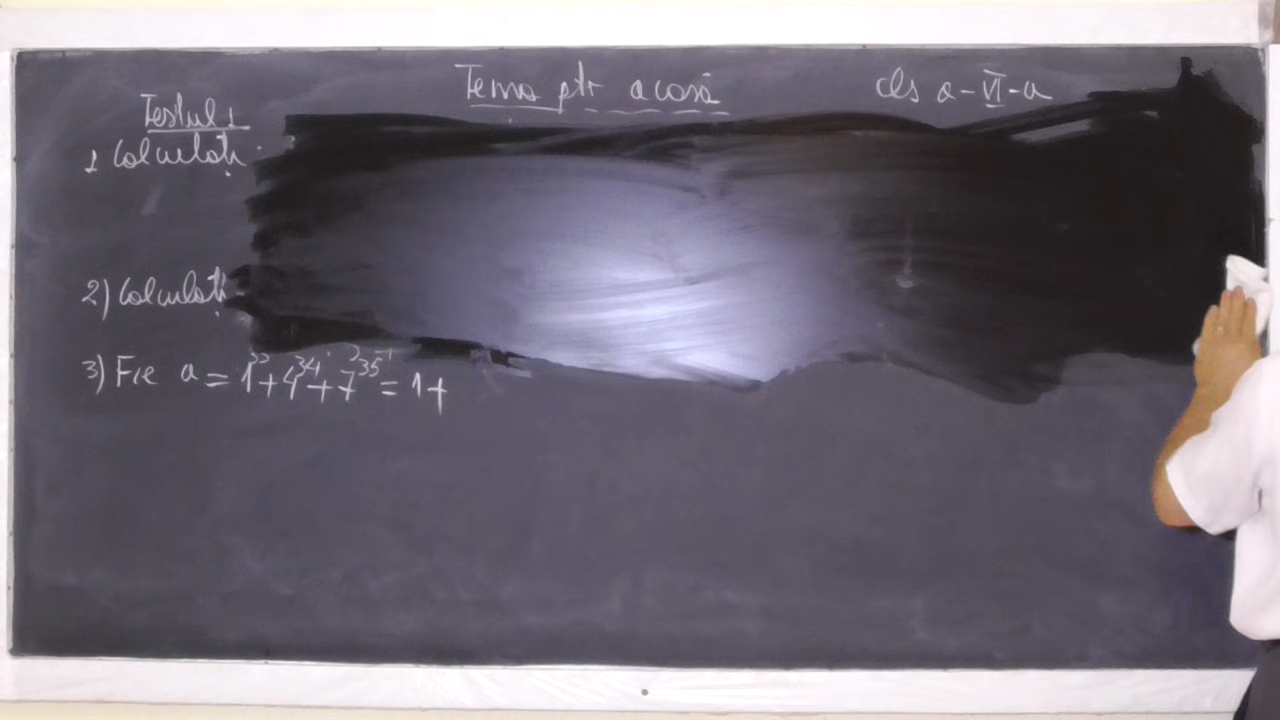 Tema ptr acasă cls a-VI-a
Testul 1
1 Calculați
2) Calculați
3) Fie a = 1³³ + 4³⁴ + 7³⁵ = 1 +